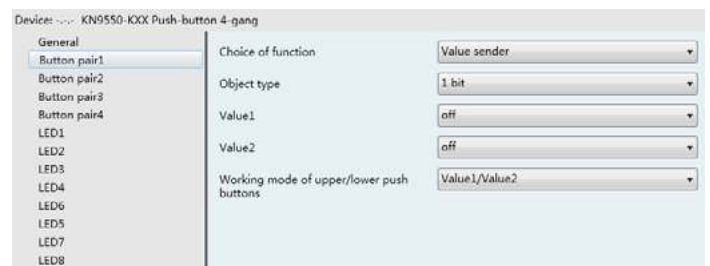 Device: -.-.- KN9550-KXX Push-button 4-gang
General
Button pair1
Button pair2
Button pair3
Button pair4
LED1
LED2
LED3
LED4
LED6
LED5
LED7
LED8
Choice of function
Value sender
Object type
1 bit
Value1
off
Value2
off
Working mode of upper/lower push
buttons
Value1/Value2